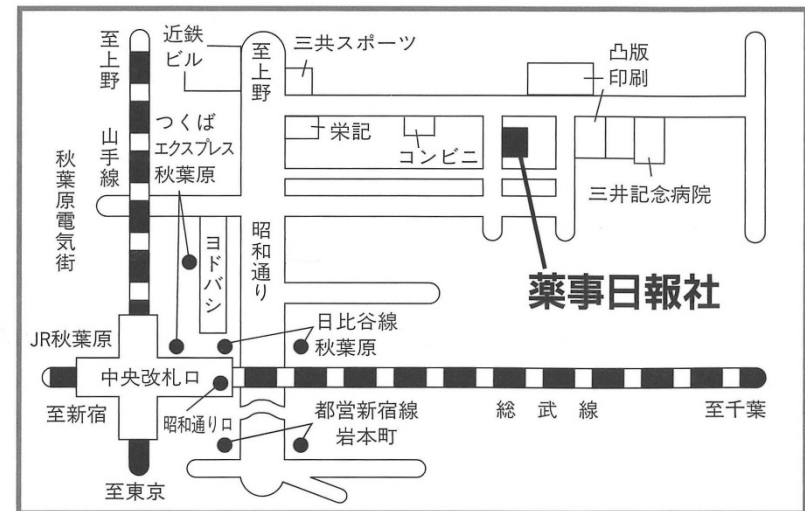 至上野
近鉄
ビル
至上野
三共スポーツ
凸版
印刷
山手線
つくば
エクスプレス
秋葉原
栄記
コンビニ
三井記念病院
秋葉原電気街
ヨドバシ
昭和通り
薬事日報社
JR秋葉原
日比谷線
秋葉原
中央改札口
至新宿
昭和通り口
都営新宿線
岩本町
総武線
至千葉
至東京